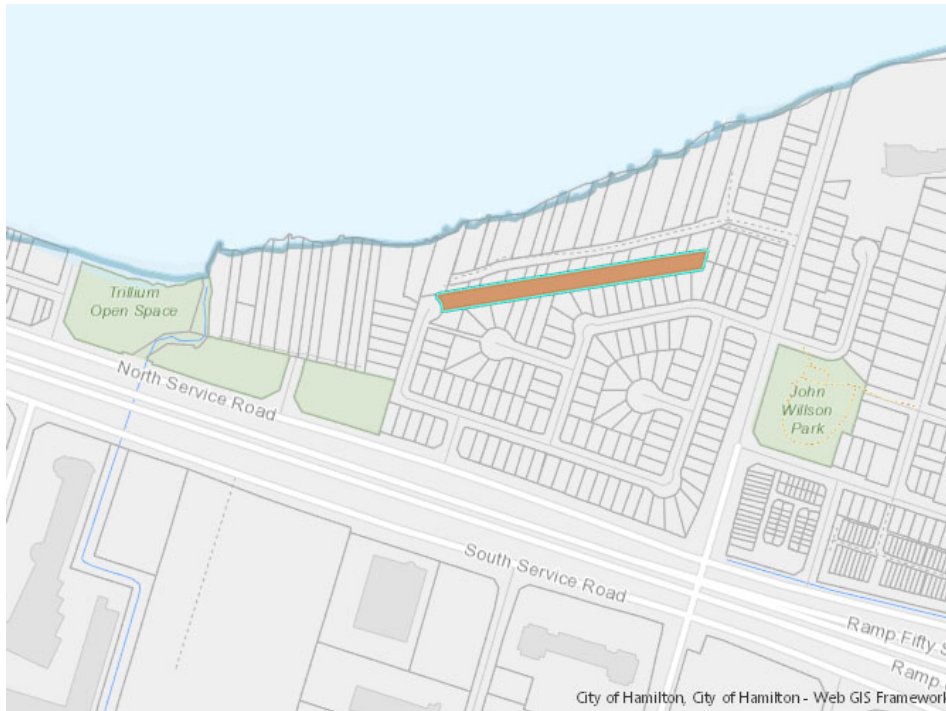 Trillium
Open Space
North Service Road
John
Willson
Park
South Service Road
Ramp Fifty
Ramp
City of Hamilton, City of Hamilton - Web GIS Framework